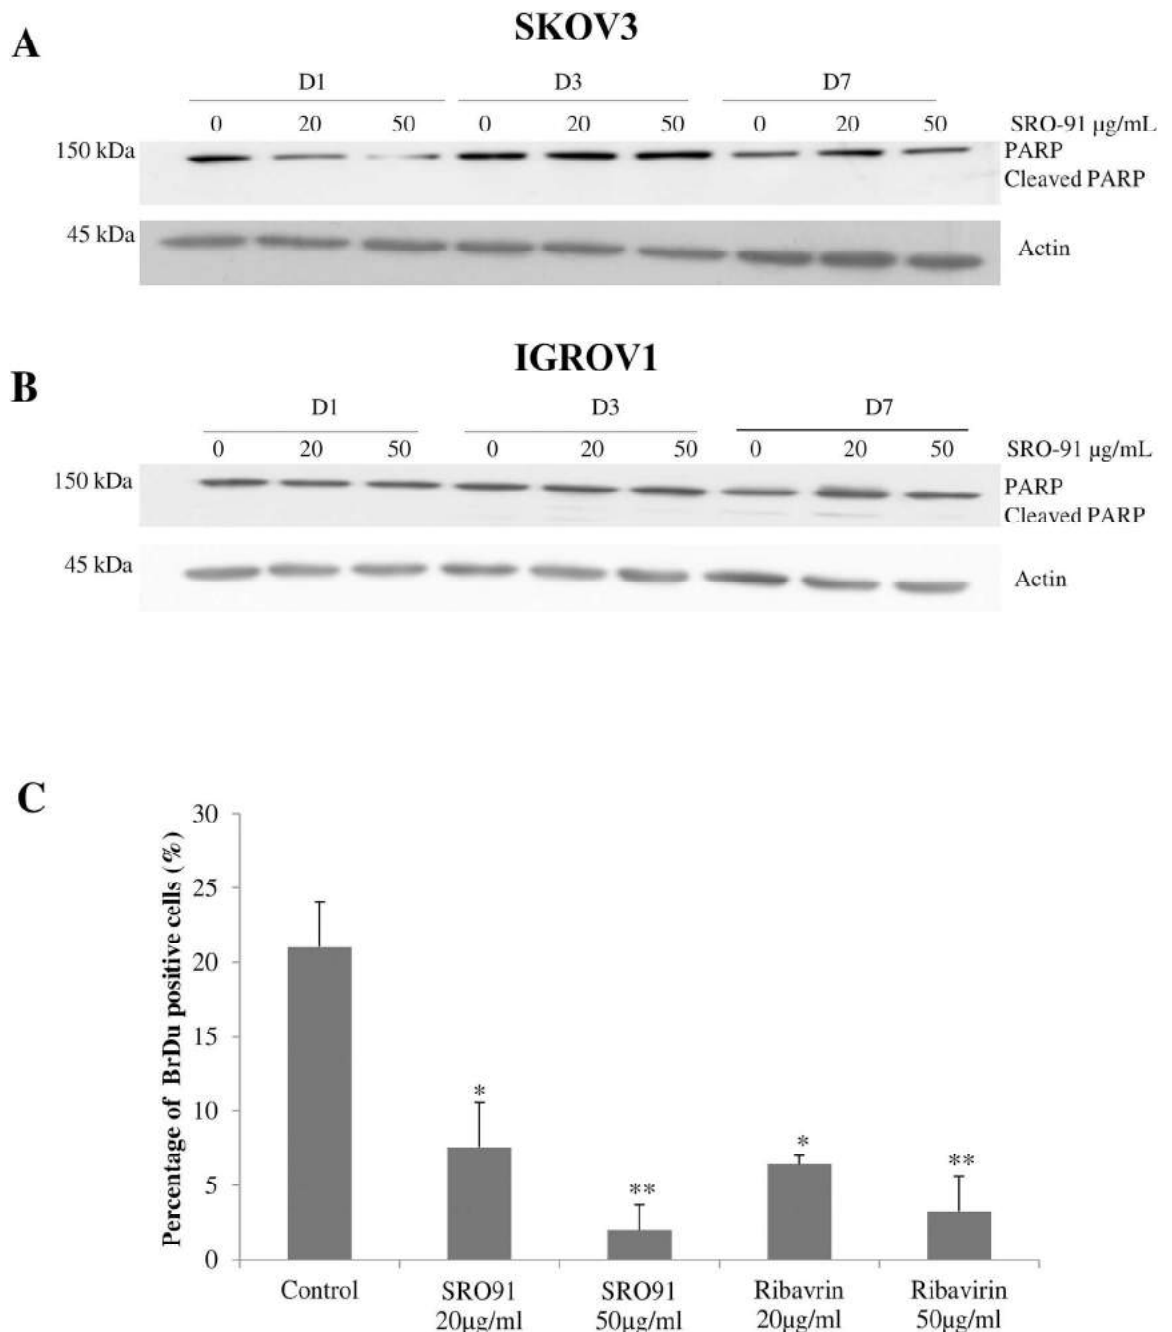 A
SKOV3
D1 D3 D7
0 20 50 0 20 50 0 20 50 SRO-91 µg/mL
150 kDa PARP
Cleaved PARP
45 kDa Actin
B
IGROV1
D1 D3 D7
0 20 50 0 20 50 0 20 50 SRO-91 µg/mL
150 kDa PARP
Cleaved PARP
45 kDa Actin
C
Percentage of BrDu positive cells (%)
30
25
20
15
10
5
0
*
**
*
**
Control SRO91 SRO91 Ribavrin Ribavirin
20µg/ml 50µg/ml 20µg/ml 50µg/ml